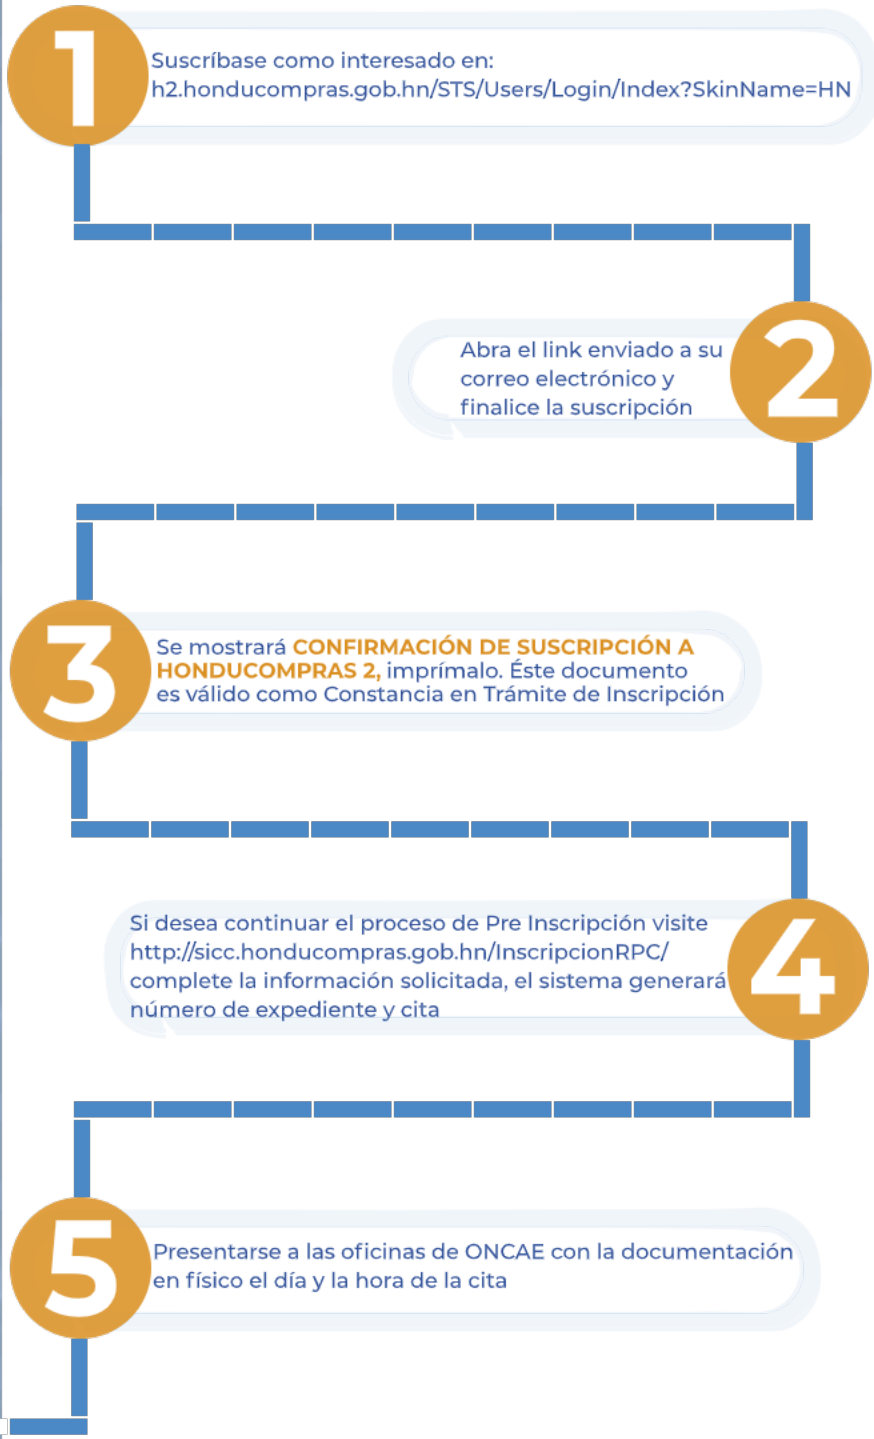 1
Suscríbase como interesado en:
h2.honducompras.gob.hn/STS/Users/Login/Index?SkinName=HN
2
Abra el link enviado a su
correo electrónico y
finalice la suscripción
3
Se mostrará CONFIRMACIÓN DE SUSCRIPCIÓN A
HONDUCOMPRAS 2, imprímalo. Éste documento
es válido como Constancia en Trámite de Inscripción
4
Si desea continuar el proceso de Pre Inscripción visite
http://sicc.honducompras.gob.hn/InscripcionRPC/
complete la información solicitada, el sistema generará
número de expediente y cita
5
Presentarse a las oficinas de ONCAE con la documentación
en físico el día y la hora de la cita